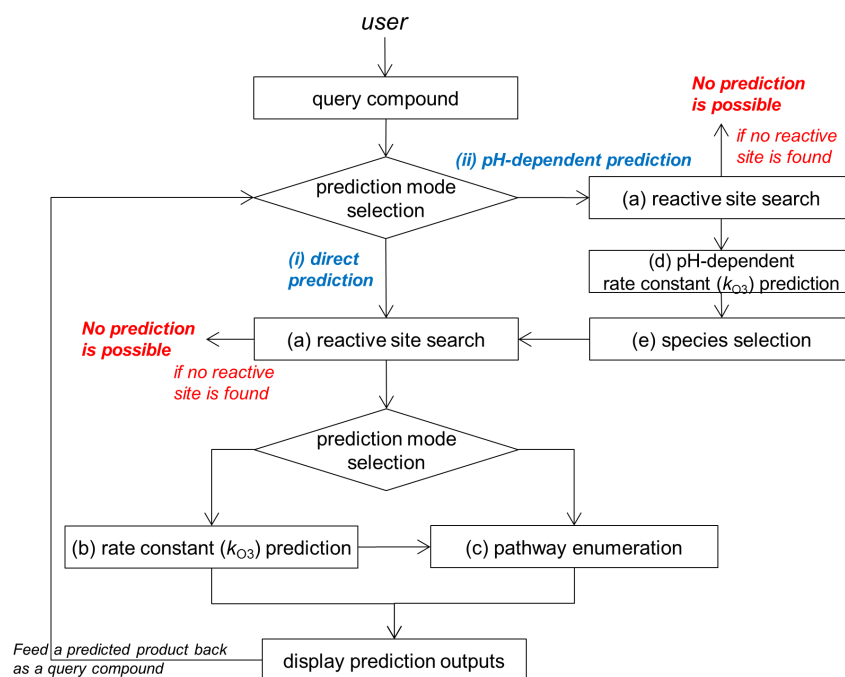 user
query compound
No prediction
is possible
if no reactive
site is found
(ii) pH-dependent prediction
prediction mode
selection
(a) reactive site search
(i) direct
prediction
(d) pH-dependent
rate constant (kO3) prediction
No prediction
is possible
if no reactive
site is found
(a) reactive site search
(e) species selection
prediction mode
selection
(b) rate constant (kO3) prediction
(c) pathway enumeration
Feed a predicted product back
as a query compound
display prediction outputs